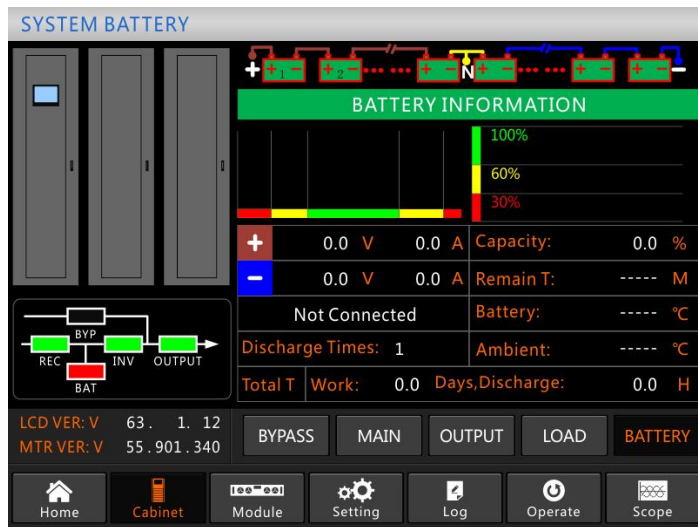 SYSTEM BATTERY
+ + 1 - + 2 - ... ... + - N + - ... ... + - + - -
BATTERY INFORMATION
100%
60%
30%
+ 0.0 V 0.0 A Capacity: 0.0 %
- 0.0 V 0.0 A Remain T: ----- M
Not Connected Battery: ----- ℃
Discharge Times: 1 Ambient: ----- ℃
Total T Work: 0.0 Days,Discharge: 0.0 H
BYP
REC INV OUTPUT
BAT
LCD VER: V 63. 1. 12
MTR VER: V 55.901.340
BYPASS MAIN OUTPUT LOAD BATTERY
Home Cabinet Module Setting Log Operate Scope